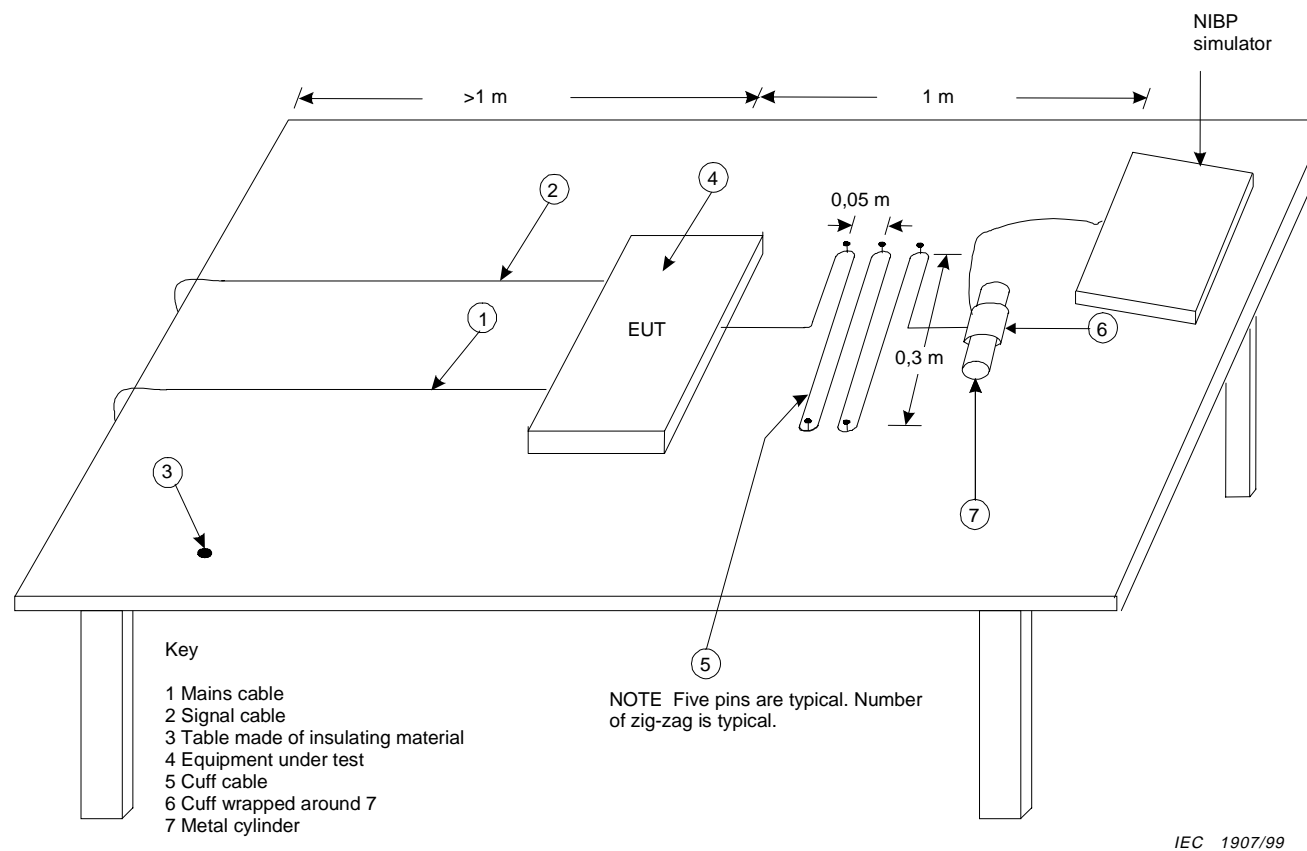 NIBP
simulator
>1 m
1 m
2
4
0,05 m
1
EUT
6
0,3 m
3
7
Key
5
1 Mains cable
2 Signal cable
3 Table made of insulating material
4 Equipment under test
5 Cuff cable
6 Cuff wrapped around 7
7 Metal cylinder
NOTE Five pins are typical. Number
of zig-zag is typical.
IEC 1907/99